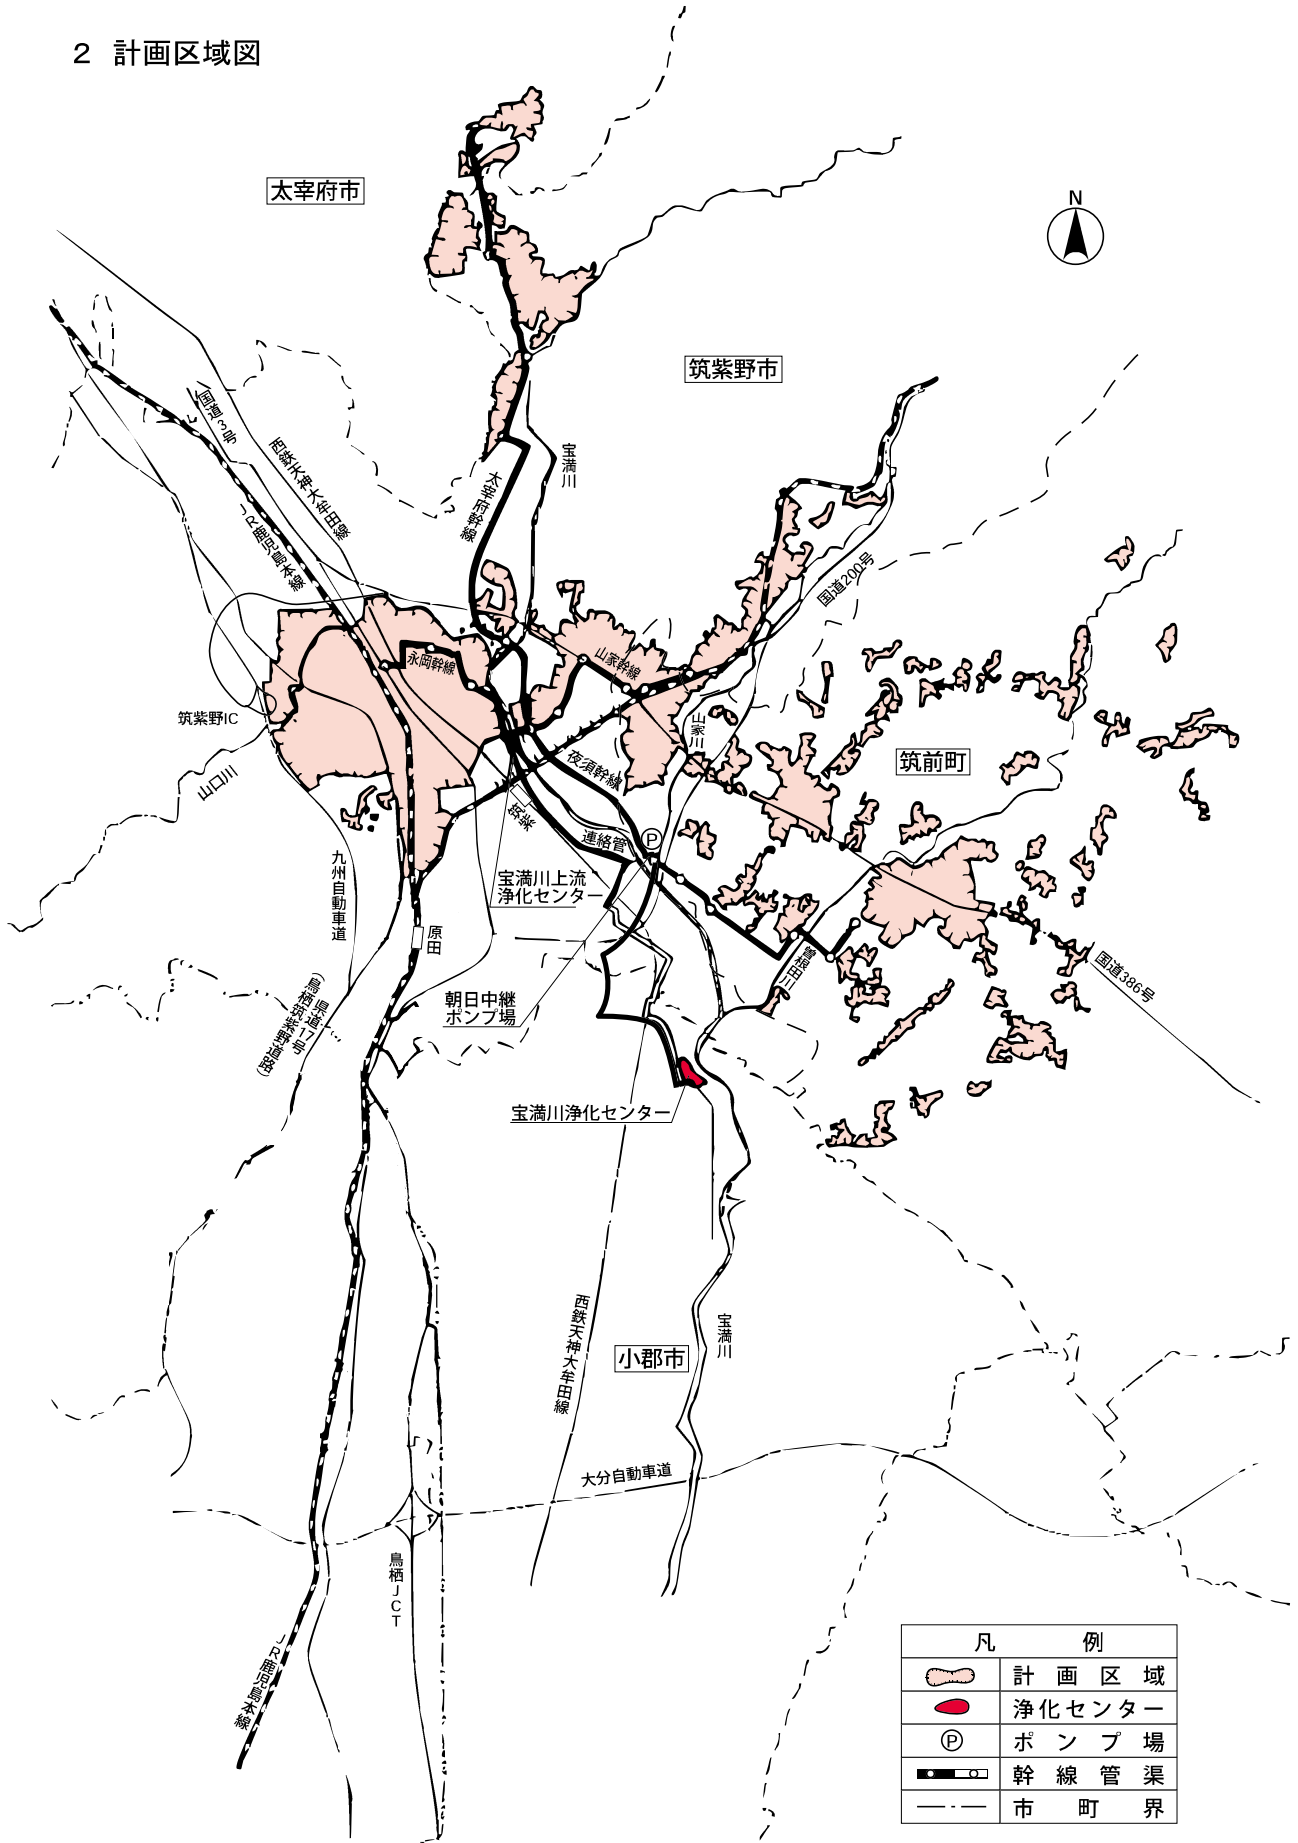 2 計画区域図
太宰府市
N
筑紫野市
国道3号
西鉄天神大牟田線
宝満川
太宰府幹線
JR鹿児島本線
国道200号
永岡幹線
山家幹線
筑紫野IC
山家川
筑前町
山口川
夜須幹線
筑紫
連絡管
P
九州自動車道
宝満川上流
浄化センター
原田
曽根田川
国道386号
県道17号
(鳥栖筑紫野道路)
朝日中継
ポンプ場
宝満川浄化センター
西鉄天神大牟田線
宝満川
小郡市
大分自動車道
鳥栖JCT
JR鹿児島本線
凡例
計画区域
浄化センター
P ポンプ場
幹線管渠
市町界